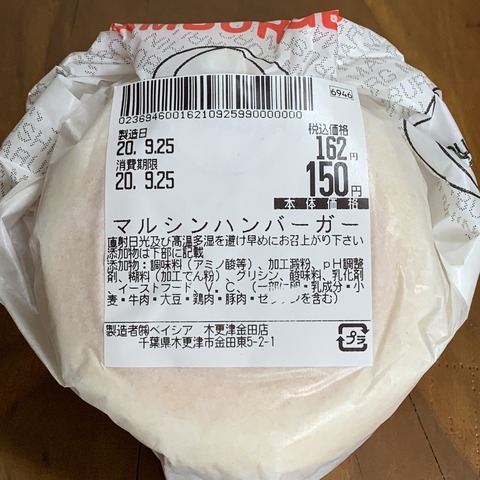 HAMBURGER
6946
0236946001621092599000000​0
製造日
20. 9.25
消費期限
20. 9.25
税込価格
162円
150円
本体価格
マルシンハンバーガー
直射日光及び高温多湿を避け早めにお召上がり下さい
添加物は下部に記載
添加物：調味料（アミノ酸等）、加工澱粉、pH調整
剤、糊料（加工でん粉）、グリシン、酸味料、乳化剤
、イーストフード、V．C、（一部に卵・乳成分・小
麦・牛肉・大豆・鶏肉・豚肉・ゼラチンを含む）
製造者㈱ベイシア 木更津金田店
千葉県木更津市金田東5-2-1
プラ